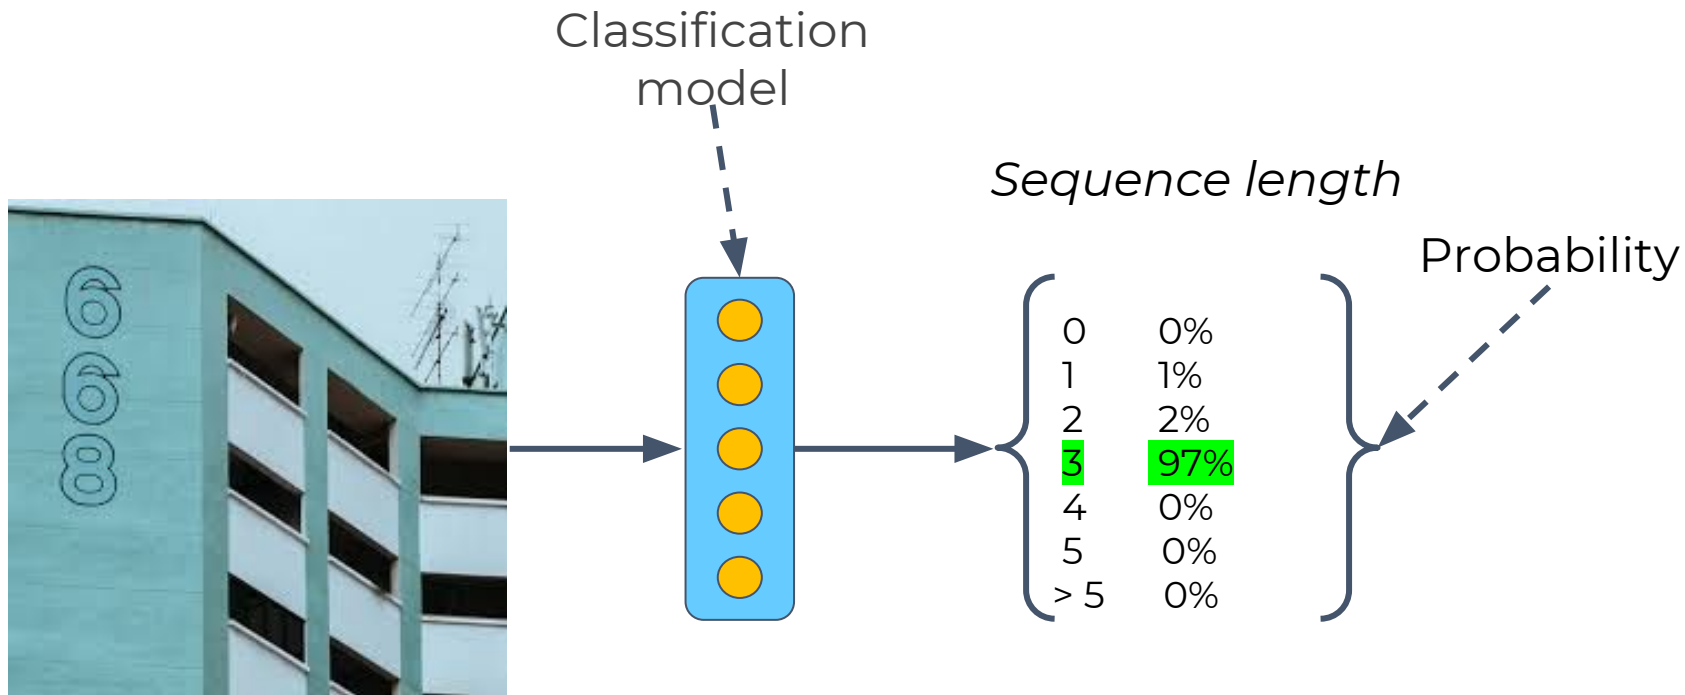 Classification
model
Sequence length
Probability
6
6
8
0 0%
1 1%
2 2%
3 97%
4 0%
5 0%
> 5 0%